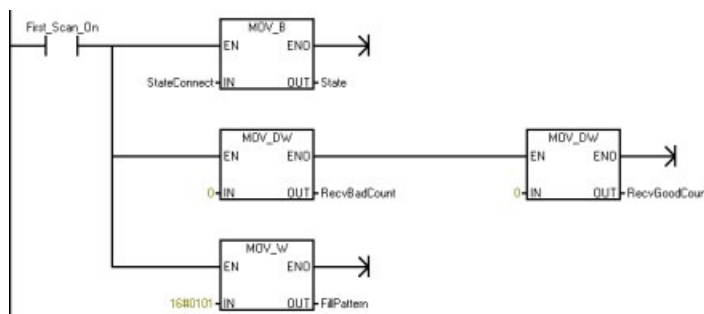 First_Scan_On
MOV_B
EN ENO
StateConnect IN OUT State
MOV_DW MOV_DW
EN ENO EN ENO
0 IN OUT RecvBadCount 0 IN OUT RecvGoodCour
MOV_W
EN ENO
16#0101 IN OUT FillPattern